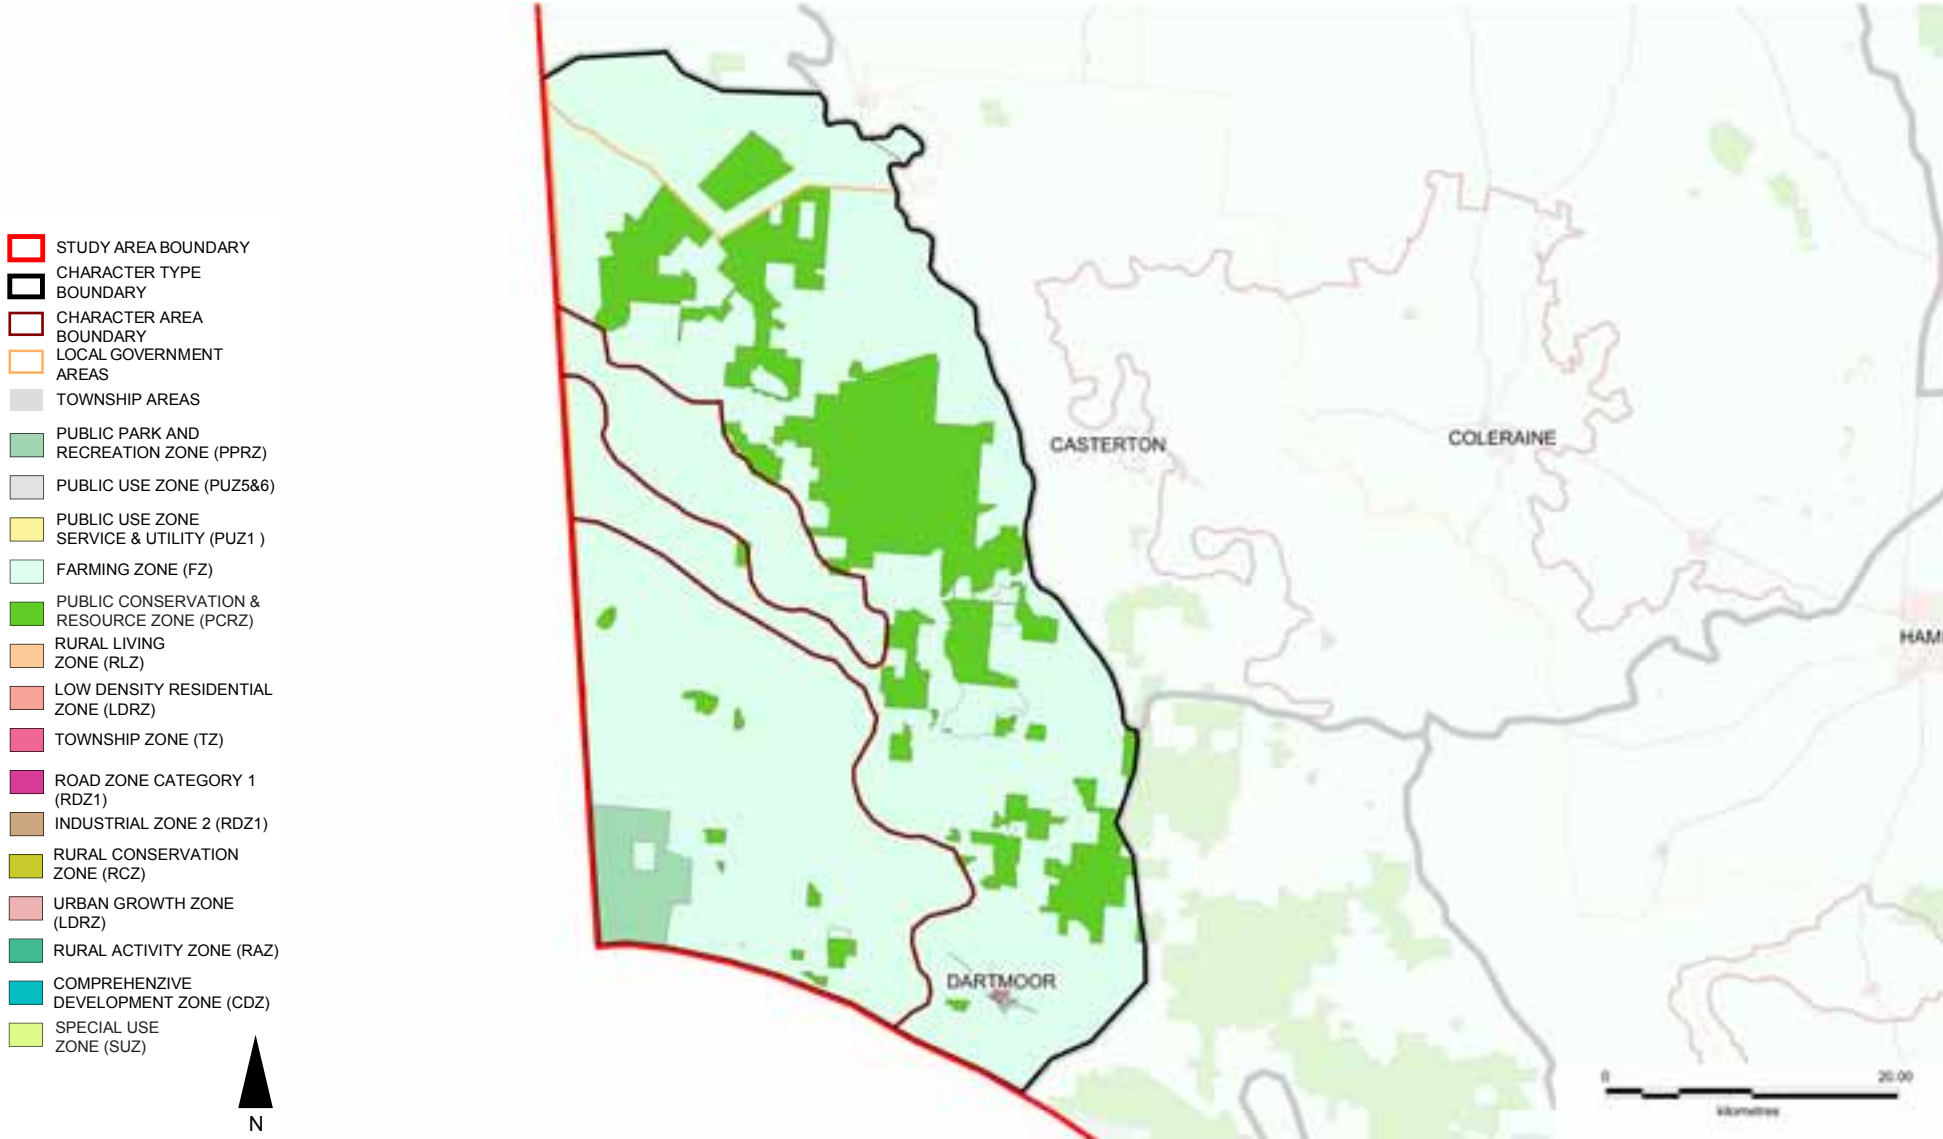 STUDY AREA BOUNDARY
CHARACTER TYPE
BOUNDARY
CHARACTER AREA
BOUNDARY
LOCAL GOVERNMENT
AREAS
TOWNSHIP AREAS
PUBLIC PARK AND
RECREATION ZONE (PPRZ)
PUBLIC USE ZONE (PUZ5&6)
PUBLIC USE ZONE
SERVICE & UTILITY (PUZ1 )
FARMING ZONE (FZ)
PUBLIC CONSERVATION &
RESOURCE ZONE (PCRZ)
RURAL LIVING
ZONE (RLZ)
LOW DENSITY RESIDENTIAL
ZONE (LDRZ)
TOWNSHIP ZONE (TZ)
ROAD ZONE CATEGORY 1
(RDZ1)
INDUSTRIAL ZONE 2 (RDZ1)
RURAL CONSERVATION
ZONE (RCZ)
URBAN GROWTH ZONE
(LDRZ)
RURAL ACTIVITY ZONE (RAZ)
COMPREHENZIVE
DEVELOPMENT ZONE (CDZ)
SPECIAL USE
ZONE (SUZ)
N
CASTERTON
COLERAINE
HAMI
DARTMOOR
0 20.00
kilometres